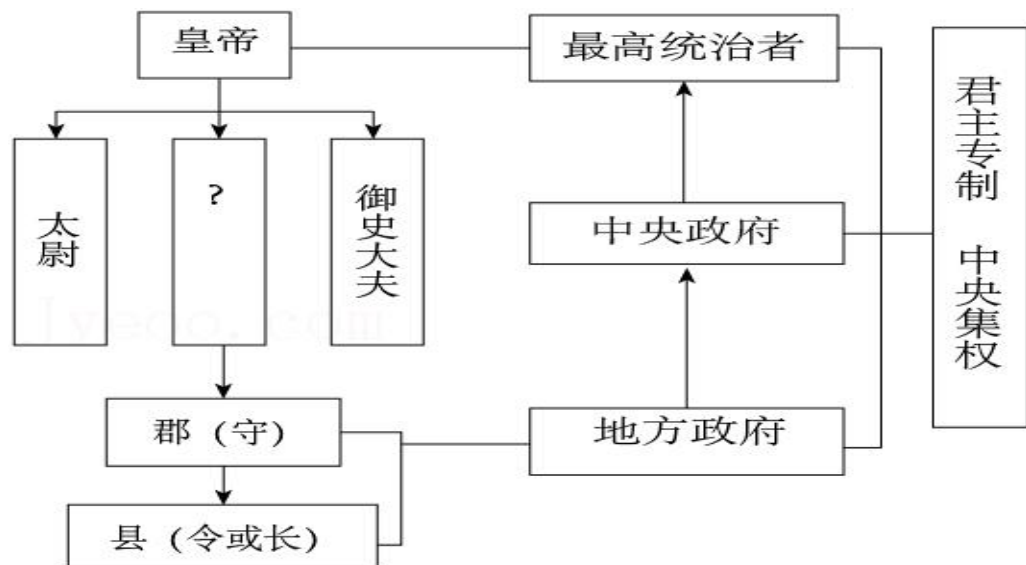 皇帝
最高统治者
太尉
?
御史大夫
中央政府
君主专制 中央集权
郡（守）
地方政府
县（令或长）